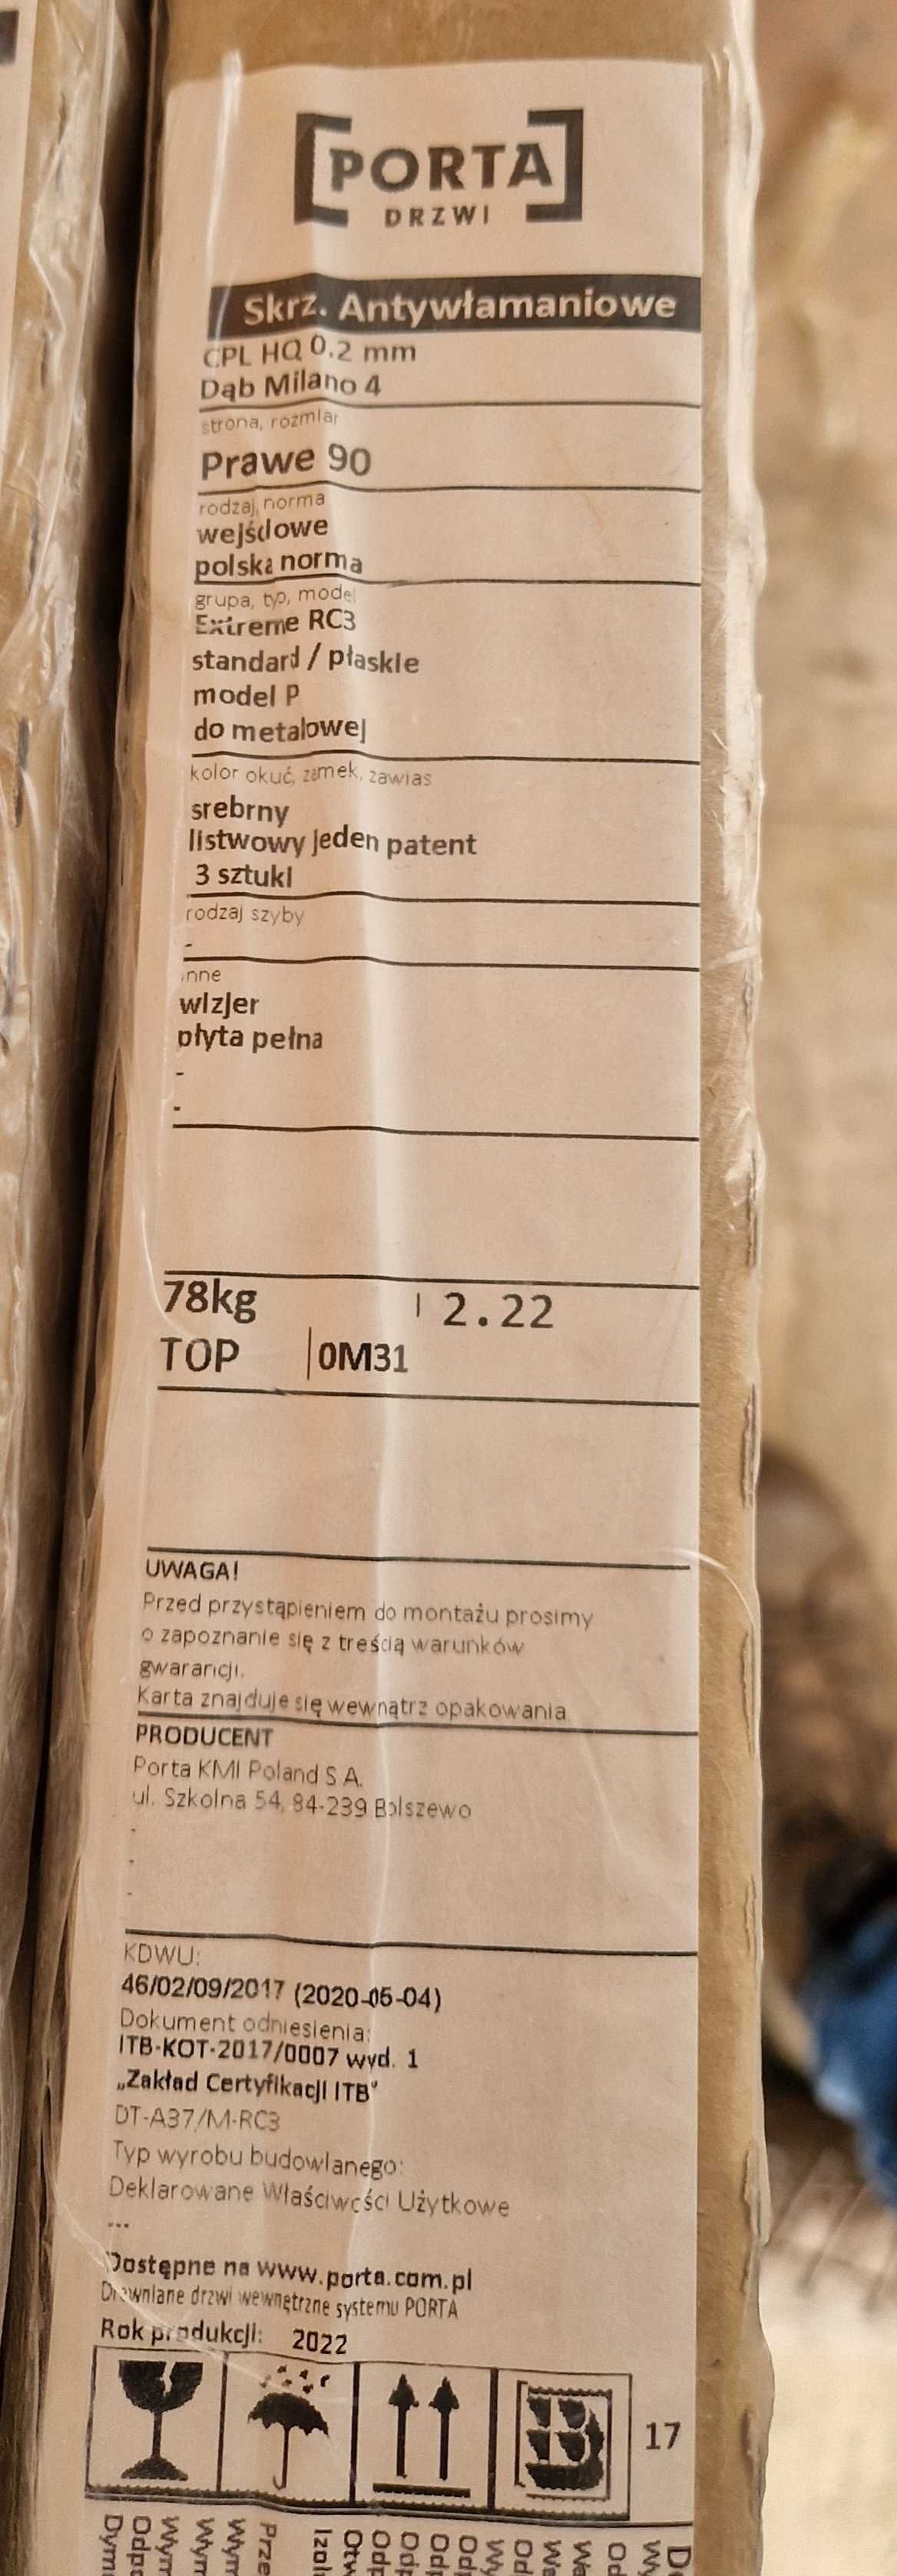 PORTA
DRZWI
Skrz. Antywłamaniowe
CPL HQ 0.2 mm
Dąb Milano 4
strona, rozmiar
Prawe 90
rodzaj, norma
wejściowe
polska norma
grupa, typ, model
Extreme RC3
standard / płaskie
model P
do metalowej
kolor okuć, zamek, zawias
srebrny
listwowy jeden patent
3 sztuki
rodzaj szyby
-
inne
wizjer
płyta pełna
-
-
78kg | 2.22
TOP | 0M31
UWAGA!
Przed przystąpieniem do montażu prosimy
o zapoznanie się z treścią warunków
gwarancji.
Karta znajduje się wewnątrz opakowania.
PRODUCENT
Porta KMI Poland S.A.
ul. Szkolna 54, 84-239 Bolszewo
-
-
-
KDWU:
46/02/09/2017 (2020-05-04)
Dokument odniesienia:
ITB-KOT-2017/0007 wyd. 1
„Zakład Certyfikacji ITB"
DT-A37/M-RC3
Typ wyrobu budowlanego:
Deklarowane Właściwości Użytkowe
---
Dostępne na www.porta.com.pl
Drewniane drzwi wewnętrzne systemu PORTA
Rok produkcji: 2022
17